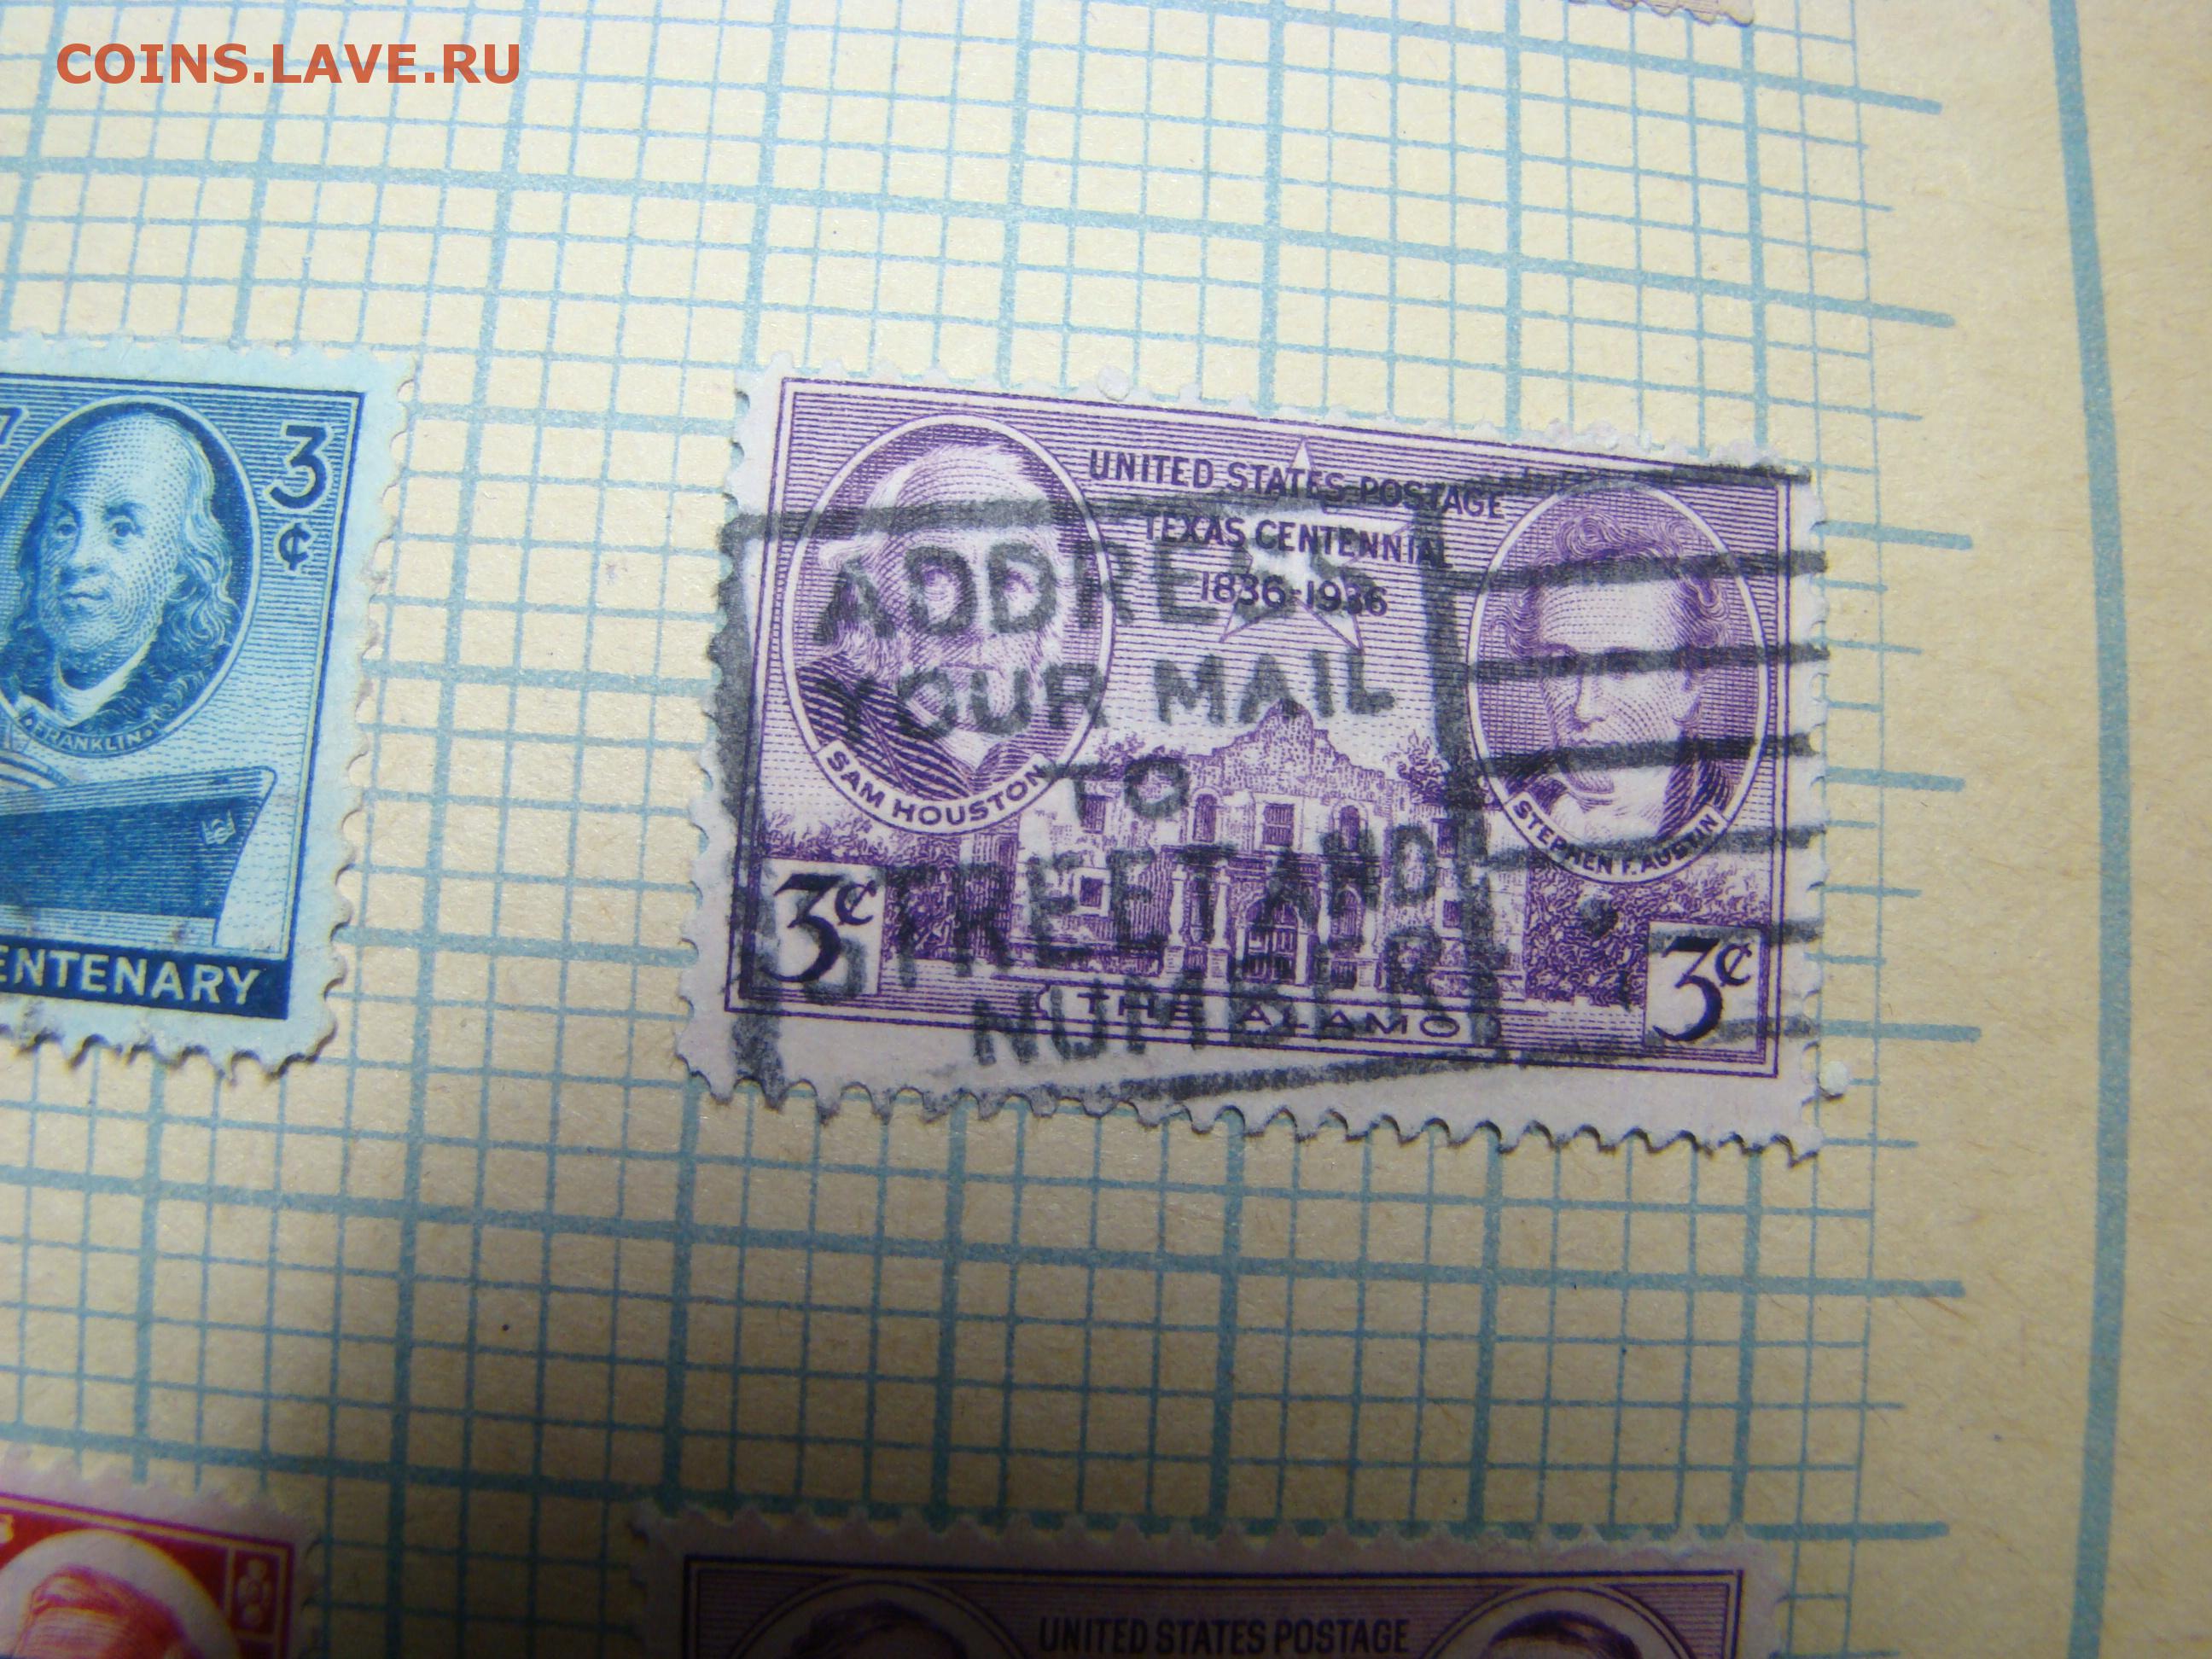 COINS.LAVE.RU
7
3
¢
B. FRANKLIN
ENTENARY
UNITED STATES POSTAGE
TEXAS CENTENNIAL
1836-1936
SAM HOUSTON
STEPHEN F. AUSTIN
3¢
3¢
THE ALAMO
ADDRESS
YOUR MAIL
TO
STREET AND
NUMBER
UNITED STATES POSTAGE